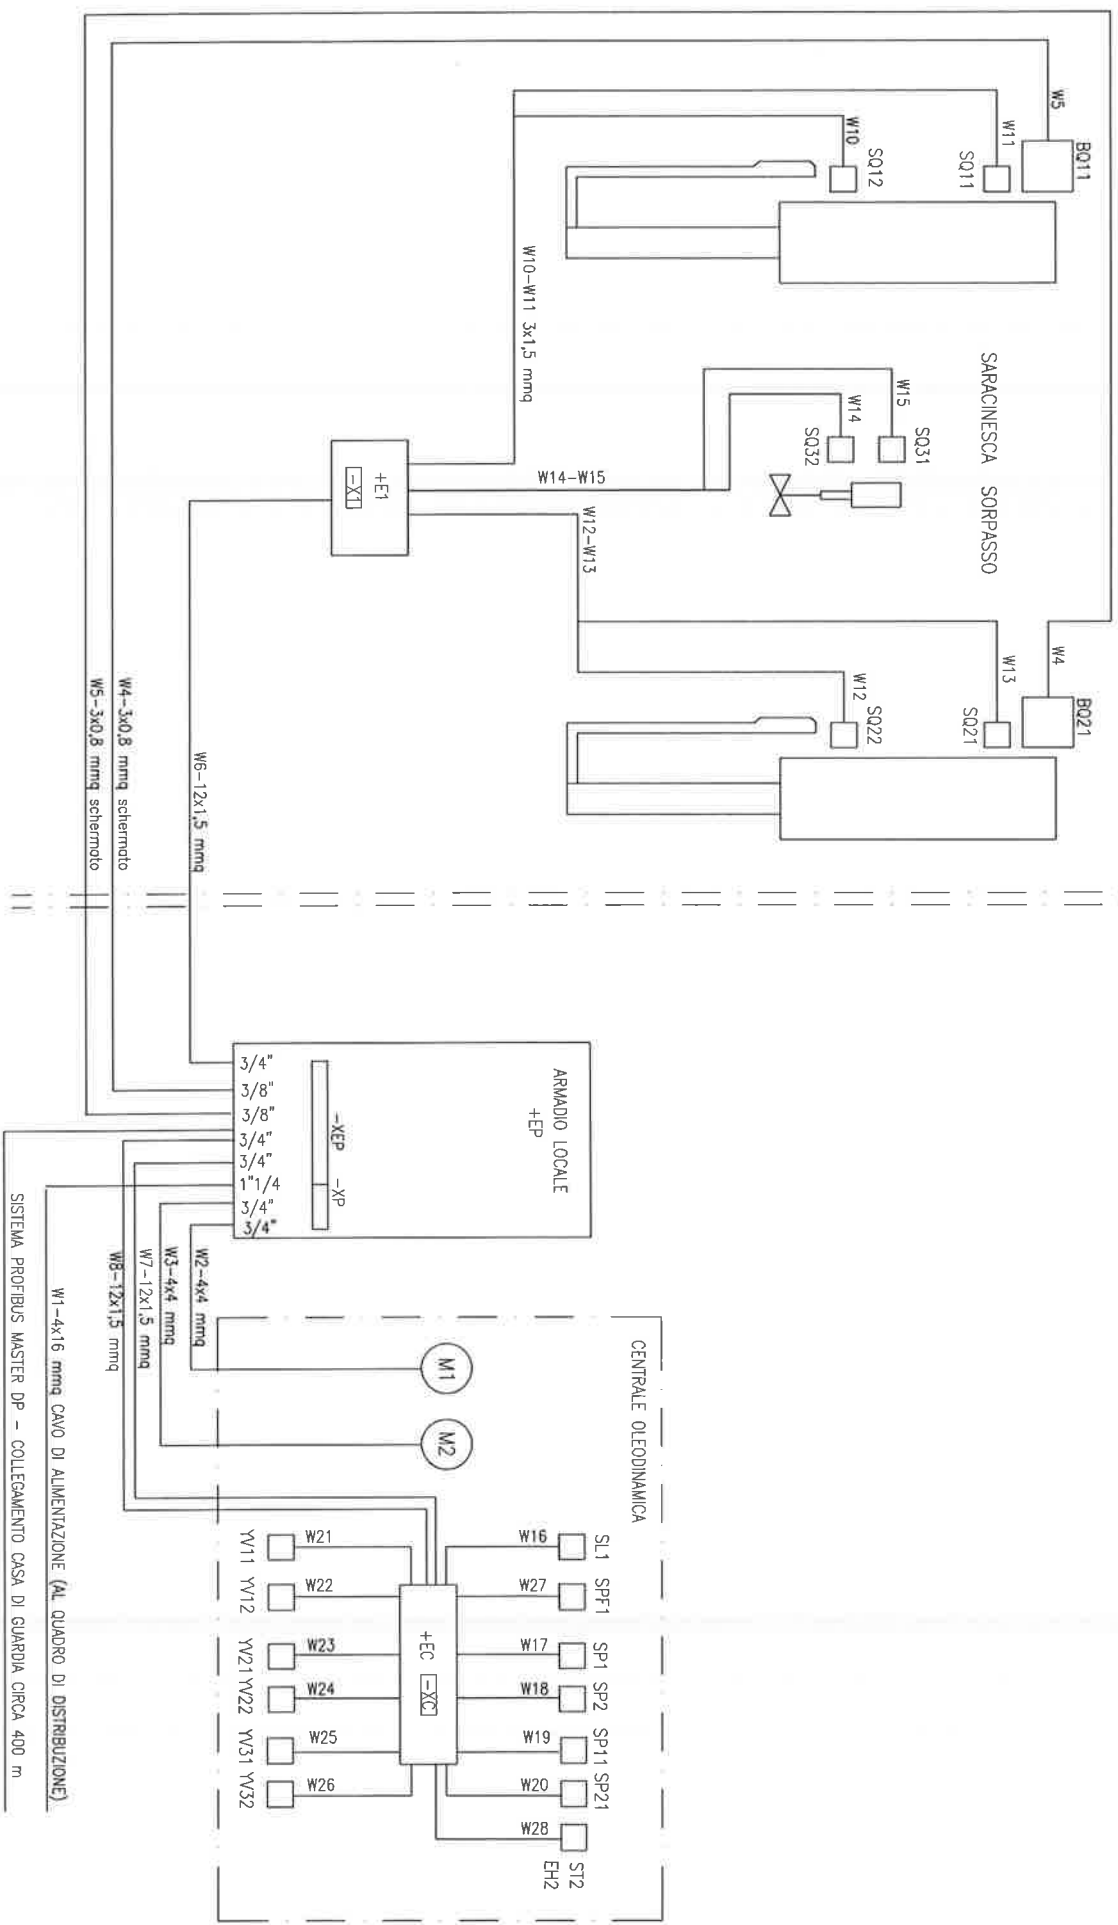 BQ11
W5
SQ11
W11
SQ12
W10
W10-W11 3x1,5 mmq
SARACINESCA SORPASSO
SQ31
W15
SQ32
W14
W14-W15
W12-W13
+E1
-X1
BQ21
W4
SQ21
W13
SQ22
W12
W6-12x1,5 mmq
W4-3x0,8 mmq schermato
W5-3x0,8 mmq schermato
ARMADIO LOCALE
+EP
-XEP
-XP
3/4"
3/8"
3/8"
3/4"
3/4"
1"1/4
3/4"
3/4"
W2-4x4 mmq
W3-4x4 mmq
W7-12x1,5 mmq
W8-12x1,5 mmq
W1-4x16 mmq CAVO DI ALIMENTAZIONE (AL QUADRO DI DISTRIBUZIONE)
SISTEMA PROFIBUS MASTER DP - COLLEGAMENTO CASA DI GUARDIA CIRCA 400 m
CENTRALE OLEODINAMICA
M1
M2
SL1
SPF1
SP1
SP2
SP11
SP21
ST2
EH2
W16
W27
W17
W18
W19
W20
W28
+EC
-XC
W21
W22
W23
W24
W25
W26
YV11
YV12
YV21
YV22
YV31
YV32